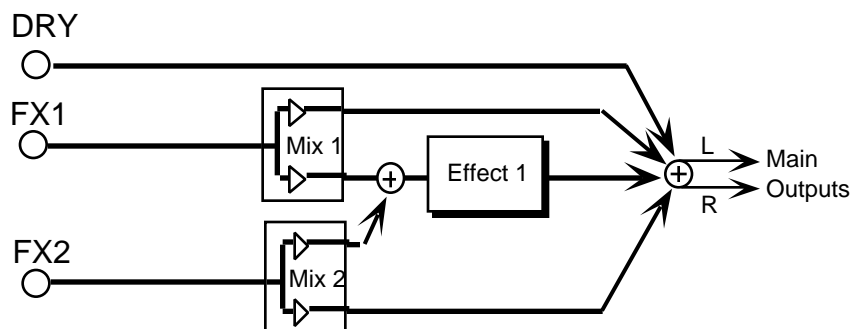 DRY
FX1
Mix 1
Effect 1
L
Main
Outputs
R
FX2
Mix 2